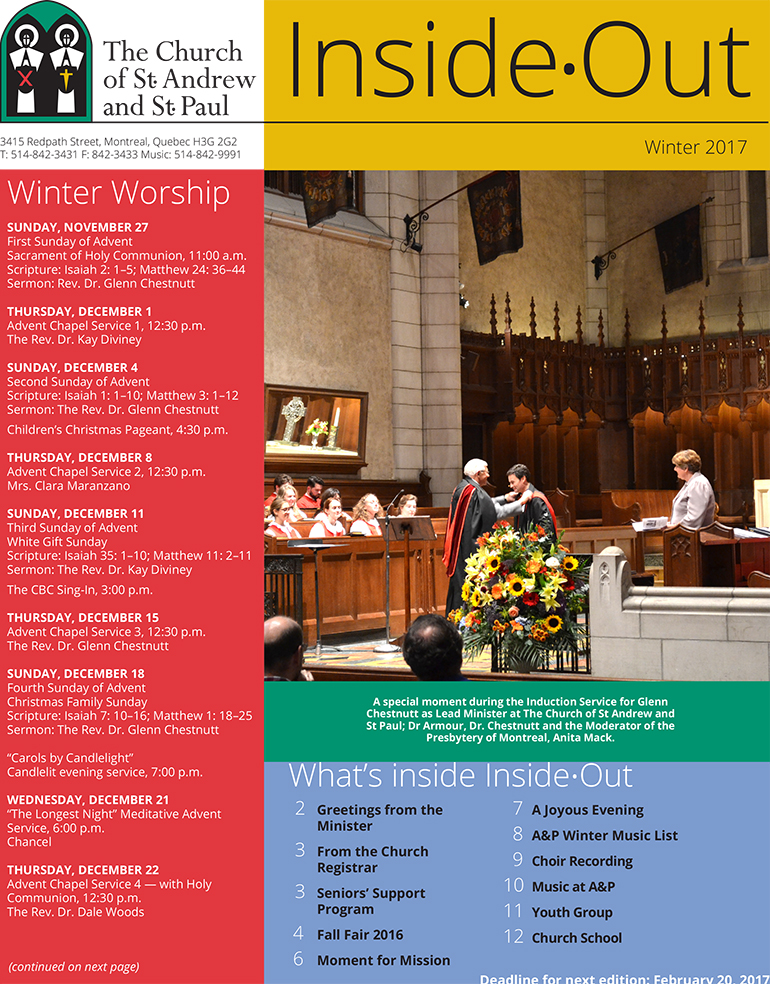 The Church
of St Andrew
and St Paul
Inside•Out
3415 Redpath Street, Montreal, Quebec H3G 2G2
T: 514-842-3431 F: 842-3433 Music: 514-842-9991
Winter 2017
Winter Worship
SUNDAY, NOVEMBER 27
First Sunday of Advent
Sacrament of Holy Communion, 11:00 a.m.
Scripture: Isaiah 2: 1–5; Matthew 24: 36–44
Sermon: Rev. Dr. Glenn Chestnutt
THURSDAY, DECEMBER 1
Advent Chapel Service 1, 12:30 p.m.
The Rev. Dr. Kay Diviney
SUNDAY, DECEMBER 4
Second Sunday of Advent
Scripture: Isaiah 1: 1–10; Matthew 3: 1–12
Sermon: The Rev. Dr. Glenn Chestnutt
Children’s Christmas Pageant, 4:30 p.m.
THURSDAY, DECEMBER 8
Advent Chapel Service 2, 12:30 p.m.
Mrs. Clara Maranzano
SUNDAY, DECEMBER 11
Third Sunday of Advent
White Gift Sunday
Scripture: Isaiah 35: 1–10; Matthew 11: 2–11
Sermon: The Rev. Dr. Kay Diviney
The CBC Sing-In, 3:00 p.m.
THURSDAY, DECEMBER 15
Advent Chapel Service 3, 12:30 p.m.
The Rev. Dr. Glenn Chestnutt
SUNDAY, DECEMBER 18
Fourth Sunday of Advent
Christmas Family Sunday
Scripture: Isaiah 7: 10–16; Matthew 1: 18–25
Sermon: The Rev. Dr. Glenn Chestnutt
“Carols by Candlelight”
Candlelit evening service, 7:00 p.m.
WEDNESDAY, DECEMBER 21
“The Longest Night” Meditative Advent
Service, 6:00 p.m.
Chancel
THURSDAY, DECEMBER 22
Advent Chapel Service 4 — with Holy
Communion, 12:30 p.m.
The Rev. Dr. Dale Woods
(continued on next page)
A special moment during the Induction Service for Glenn
Chestnutt as Lead Minister at The Church of St Andrew and
St Paul; Dr Armour, Dr. Chestnutt and the Moderator of the
Presbytery of Montreal, Anita Mack.
What’s inside Inside•Out
2 Greetings from the
Minister
3 From the Church
Registrar
3 Seniors’ Support
Program
4 Fall Fair 2016
6 Moment for Mission
7 A Joyous Evening
8 A&P Winter Music List
9 Choir Recording
10 Music at A&P
11 Youth Group
12 Church School
Deadline for next edition: February 20, 2017